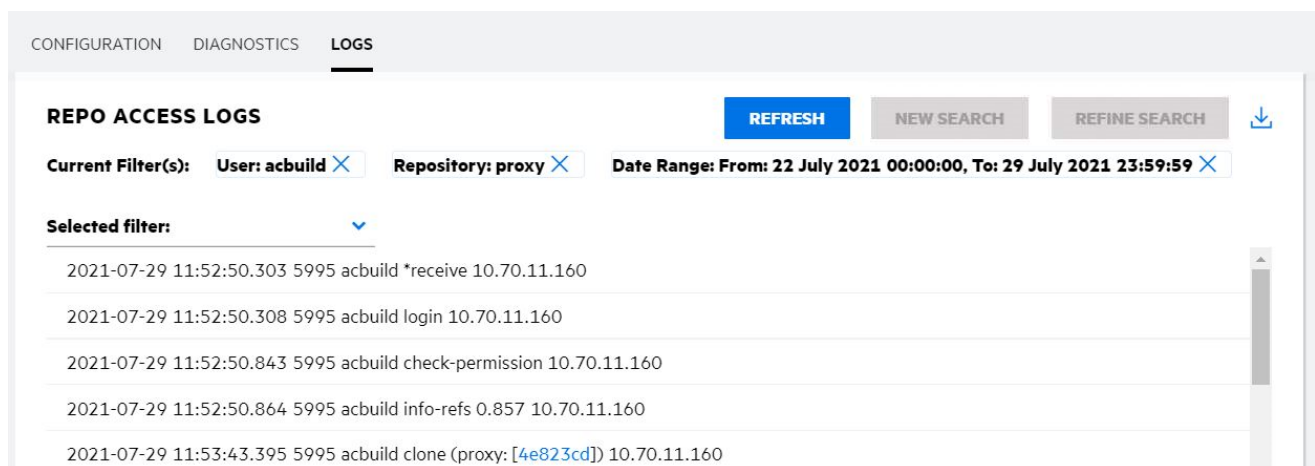 CONFIGURATION DIAGNOSTICS LOGS
REPO ACCESS LOGS REFRESH NEW SEARCH REFINE SEARCH
Current Filter(s): User: acbuild Repository: proxy Date Range: From: 22 July 2021 00:00:00, To: 29 July 2021 23:59:59
Selected filter:
2021-07-29 11:52:50.303 5995 acbuild *receive 10.70.11.160
2021-07-29 11:52:50.308 5995 acbuild login 10.70.11.160
2021-07-29 11:52:50.843 5995 acbuild check-permission 10.70.11.160
2021-07-29 11:52:50.864 5995 acbuild info-refs 0.857 10.70.11.160
2021-07-29 11:53:43.395 5995 acbuild clone (proxy: [4e823cd]) 10.70.11.160